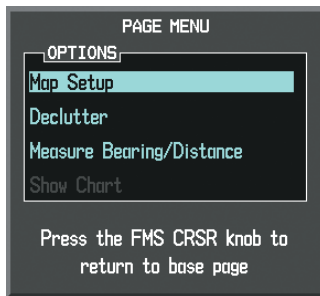 PAGE MENU
OPTIONS
Map Setup
Declutter
Measure Bearing/Distance
Show Chart
Press the FMS CRSR knob to
return to base page